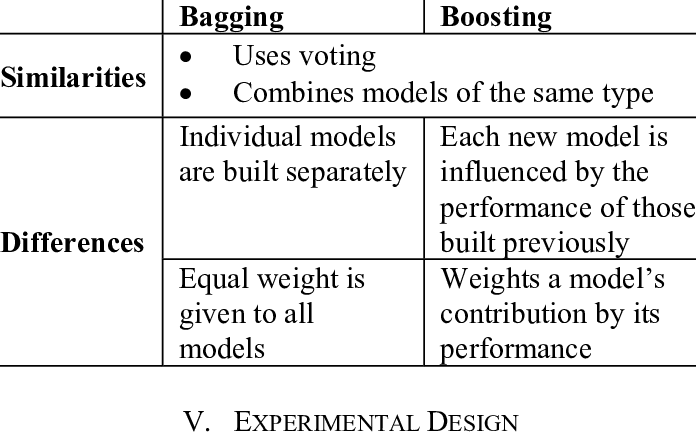 Bagging
Boosting
Similarities
• Uses voting
• Combines models of the same type
Differences
Individual models
are built separately
Each new model is
influenced by the
performance of those
built previously
Equal weight is
given to all
models
Weights a model’s
contribution by its
performance
V. EXPERIMENTAL DESIGN